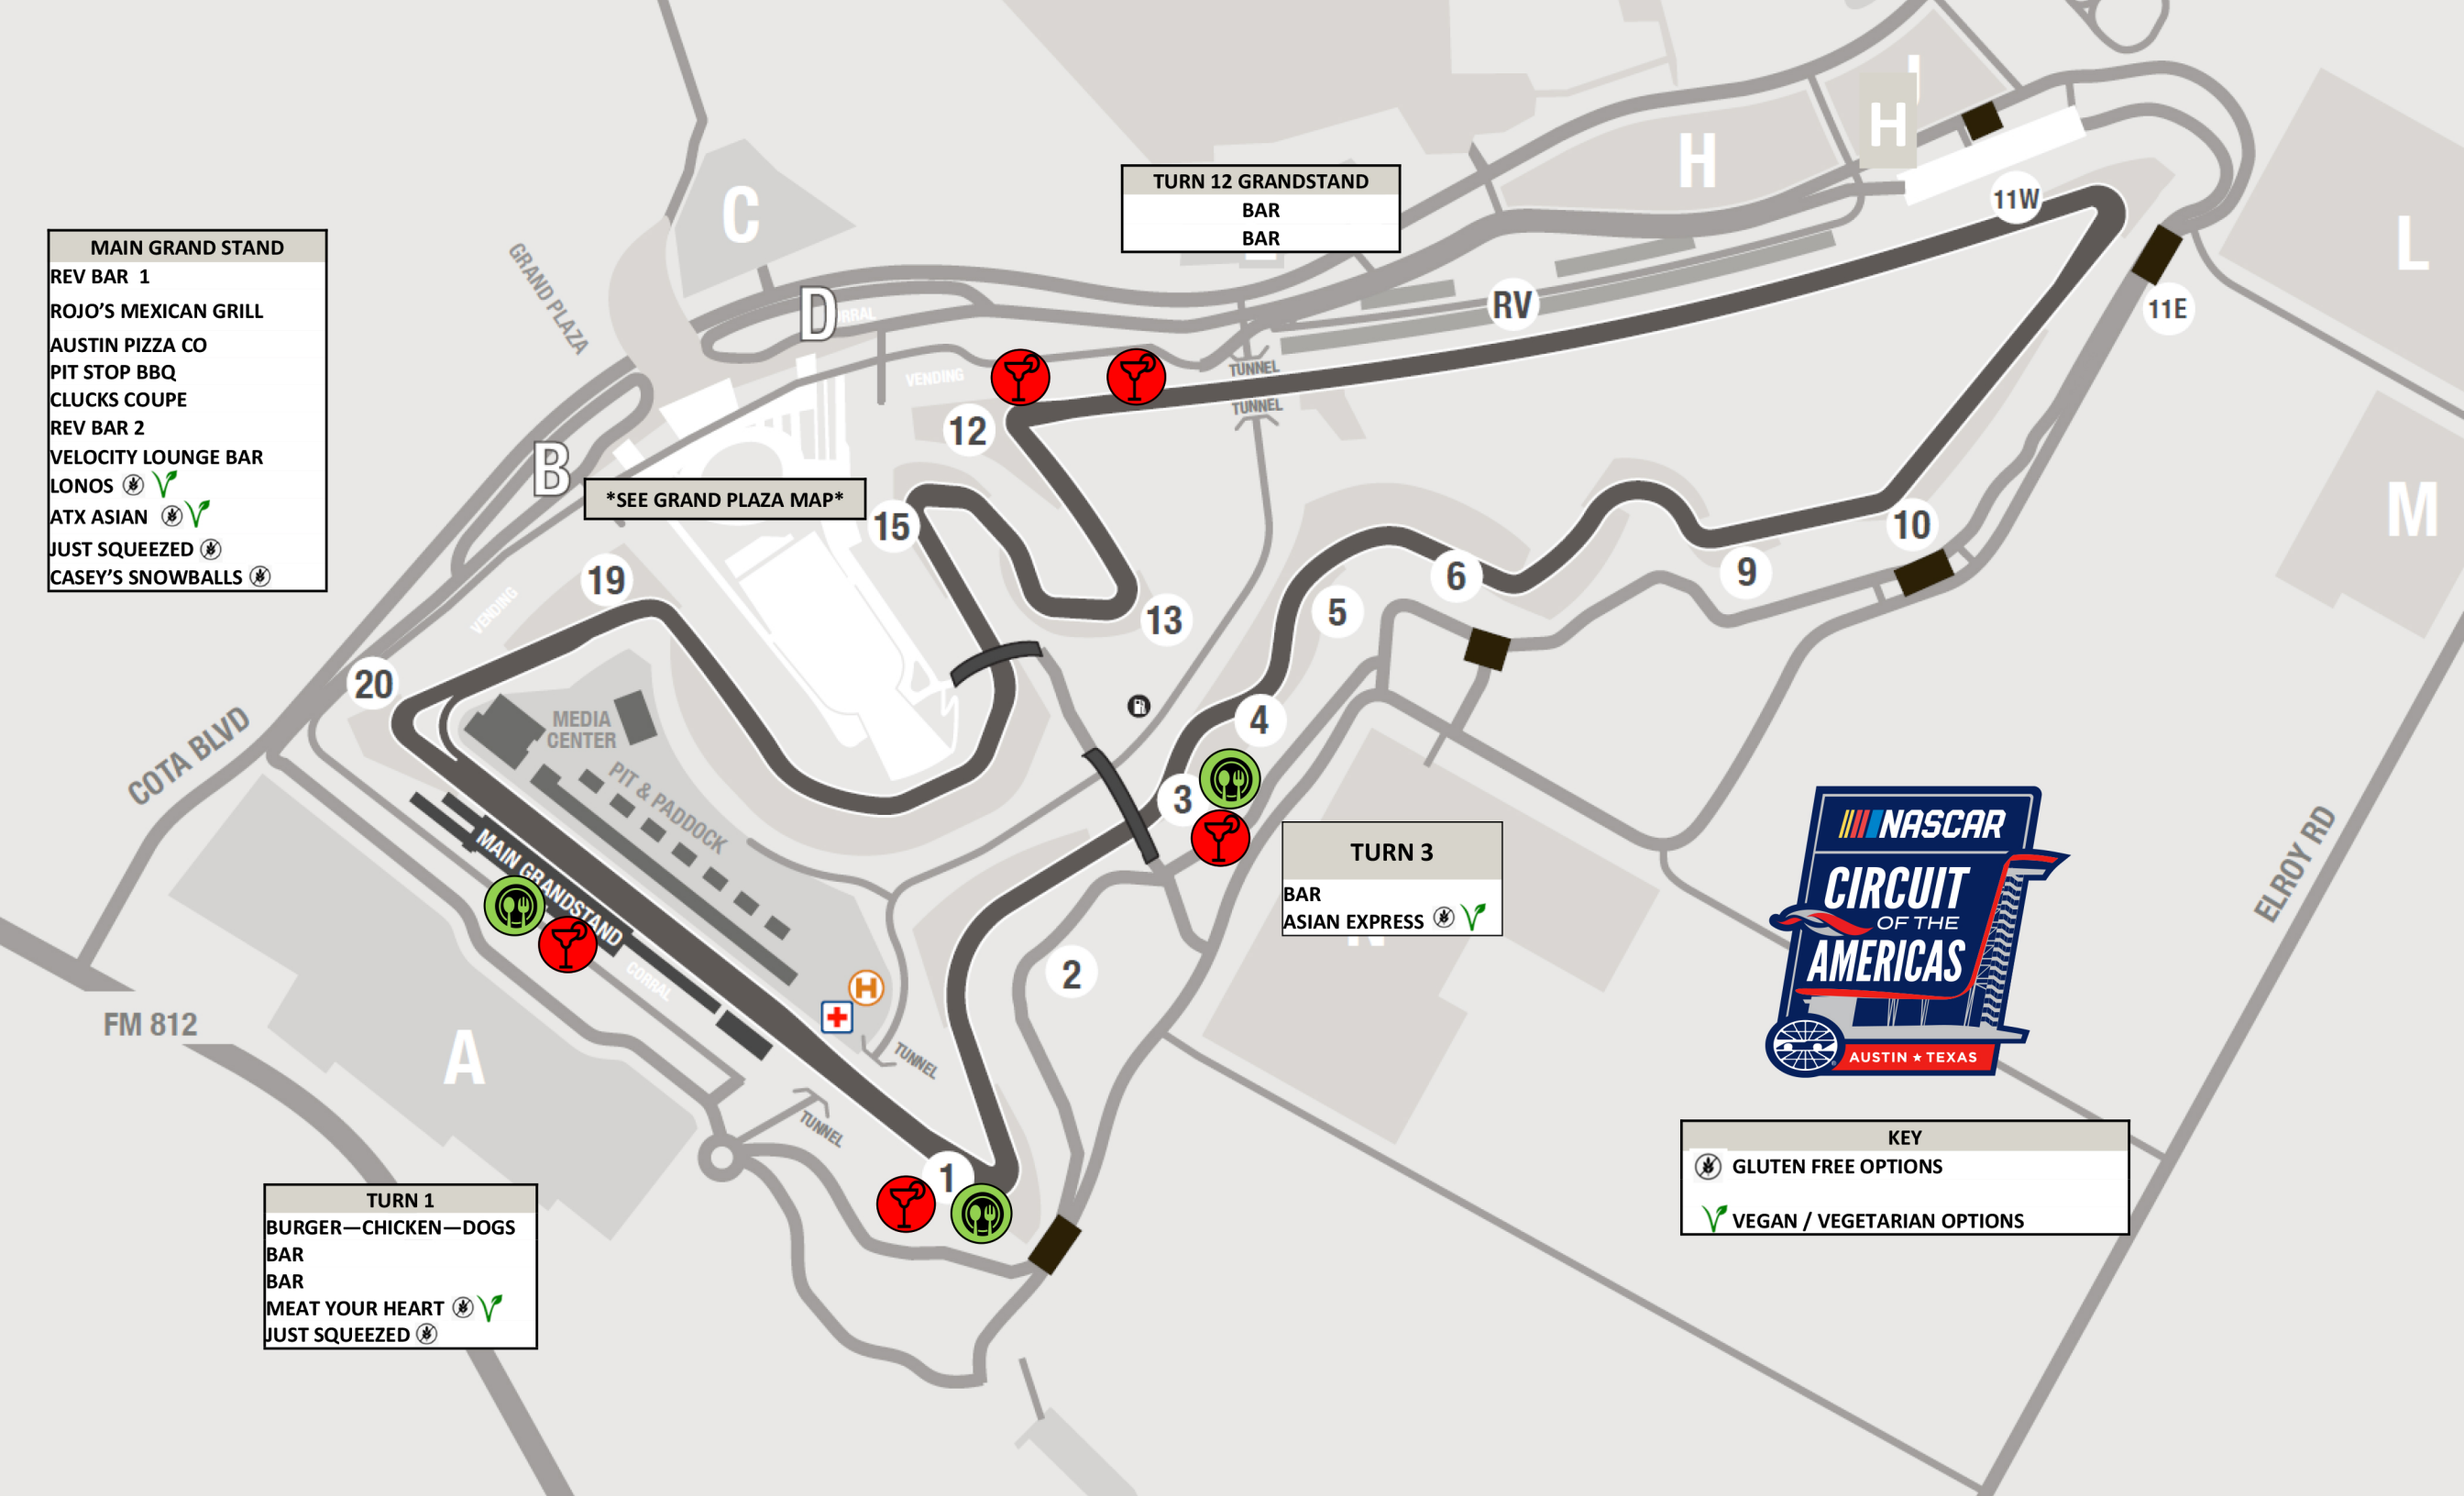 J
H
H
C
L
TURN 12 GRANDSTAND
BAR
BAR
11W
MAIN GRAND STAND
REV BAR 1
ROJO'S MEXICAN GRILL
AUSTIN PIZZA CO
PIT STOP BBQ
CLUCKS COUPE
REV BAR 2
VELOCITY LOUNGE BAR
LONOS
ATX ASIAN
JUST SQUEEZED
CASEY'S SNOWBALLS
GRAND PLAZA
D
RV
11E
VENDING
TUNNEL
TUNNEL
12
B
*SEE GRAND PLAZA MAP*
15
10
M
19
6
9
VENDING
5
13
20
MEDIA
CENTER
4
COTA BLVD
PIT & PADDOCK
3
MAIN GRANDSTAND
CORRAL
TURN 3
BAR
ASIAN EXPRESS
NASCAR
CIRCUIT
OF THE
AMERICAS
AUSTIN ★ TEXAS
ELROY RD
2
H
FM 812
A
TUNNEL
TUNNEL
1
TURN 1
BURGER—CHICKEN—DOGS
BAR
BAR
MEAT YOUR HEART
JUST SQUEEZED
KEY
GLUTEN FREE OPTIONS
VEGAN / VEGETARIAN OPTIONS